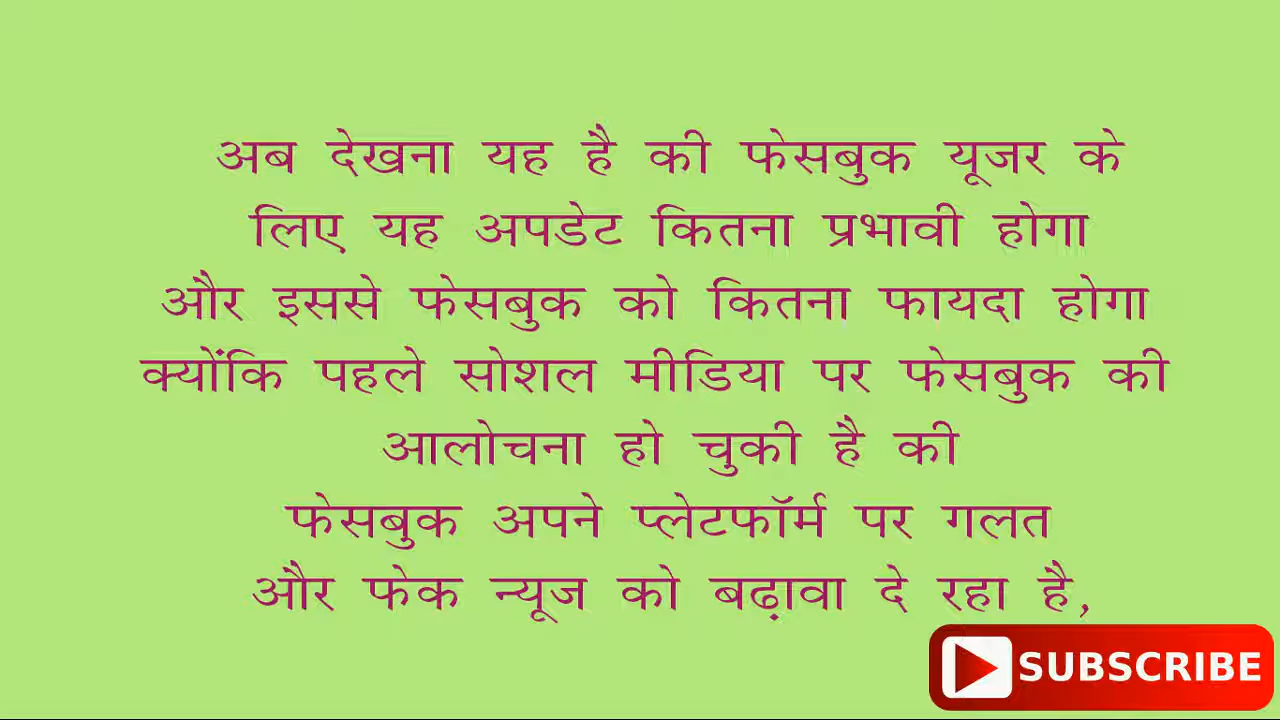 अब देखना यह है की फेसबुक यूजर के
लिए यह अपडेट कितना प्रभावी होगा
और इससे फेसबुक को कितना फायदा होगा
क्योंकि पहले सोशल मीडिया पर फेसबुक की
आलोचना हो चुकी है की
फेसबुक अपने प्लेटफॉर्म पर गलत
और फेक न्यूज को बढ़ावा दे रहा है,
SUBSCRIBE